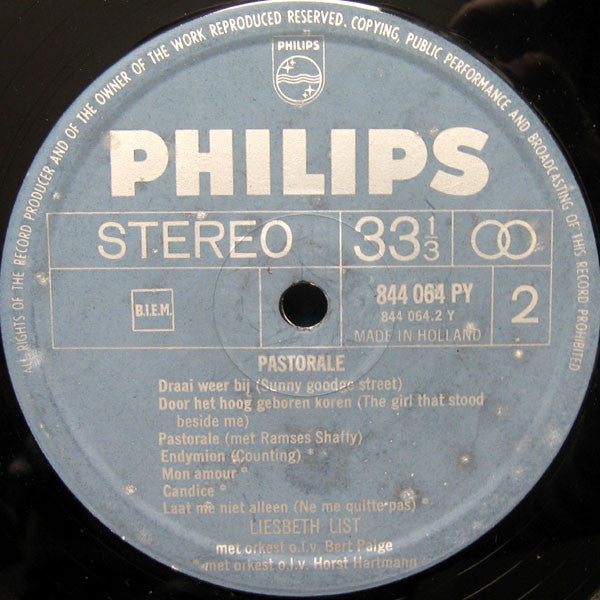 ALL RIGHTS OF THE RECORD PRODUCER AND OF THE OWNER OF THE WORK REPRODUCED RESERVED. COPYING, PUBLIC PERFORMANCE AND BROADCASTING OF THIS RECORD PROHIBITED
PHILIPS
PHILIPS
STEREO 33 1/3
B.I.E.M. 844 064 PY 2
844 064.2 Y
MADE IN HOLLAND
PASTORALE
Draai weer bij (Sunny goodge street)
Door het hoog geboren koren (The girl that stood
beside me)
Pastorale (met Ramses Shaffy)
Endymion (Counting) *
Mon amour *
Candice *
Laat me niet alleen (Ne me quitte pas) *
LIESBETH LIST
met orkest o.l.v. Bert Paige
* met orkest o.l.v. Horst Hartmann